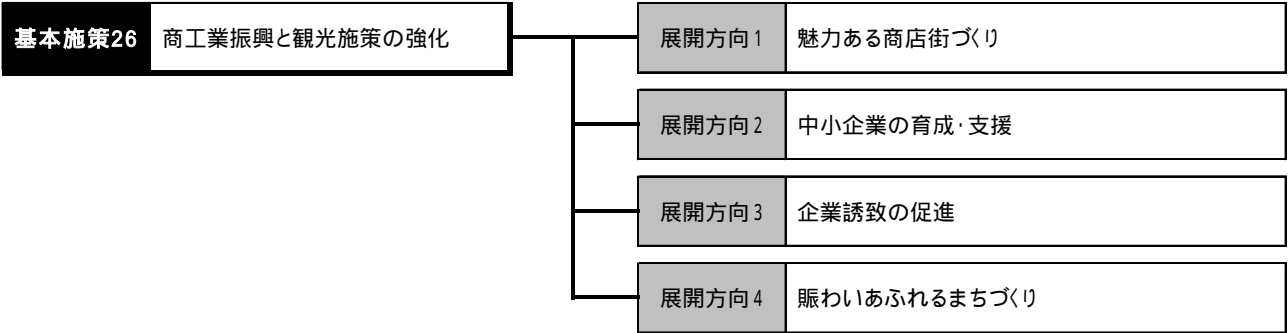 基本施策26 商工業振興と観光施策の強化
展開方向1 魅力ある商店街づくり
展開方向2 中小企業の育成・支援
展開方向3 企業誘致の促進
展開方向4 賑わいあふれるまちづくり